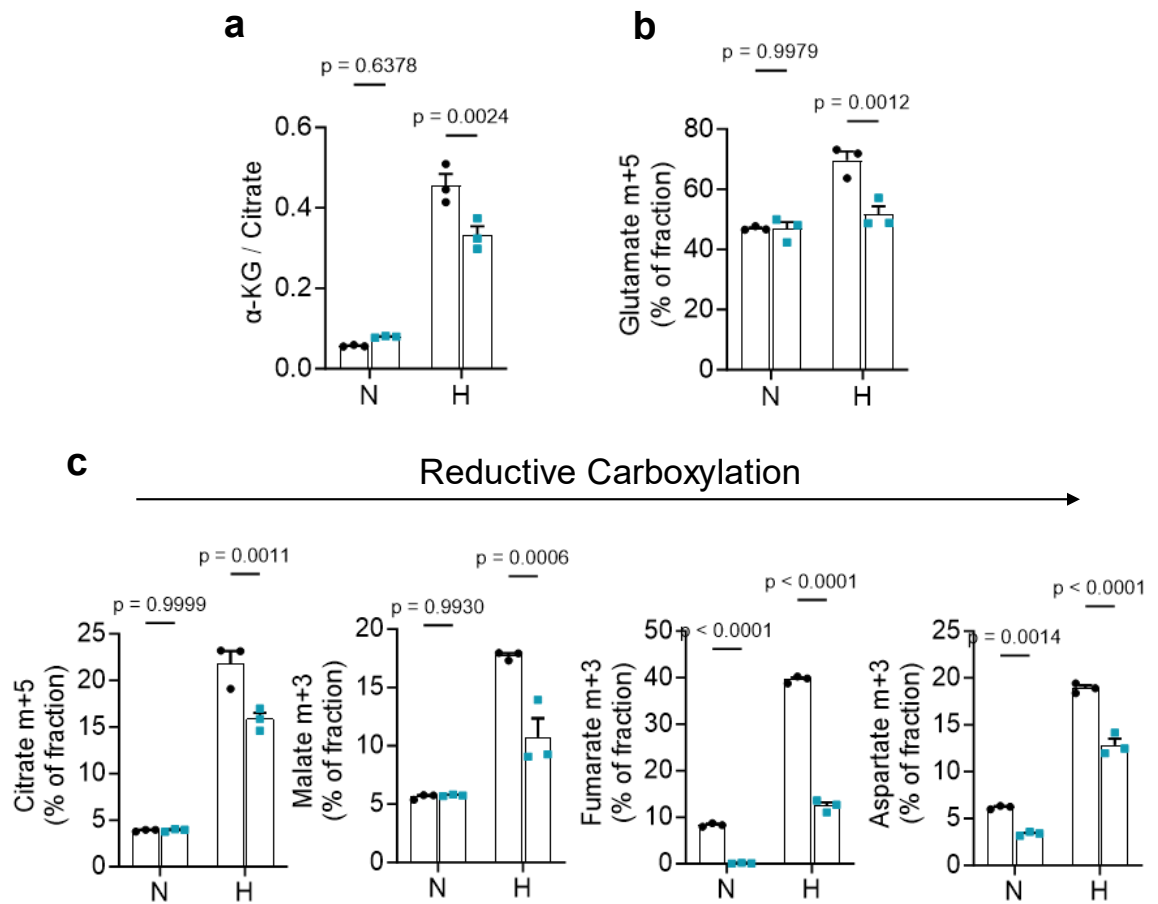 a
b
p = 0.6378
p = 0.0024
0.6
0.4
0.2
0.0
α-KG / Citrate
N
H
p = 0.9979
p = 0.0012
80
60
40
20
0
Glutamate m+5
(% of fraction)
N
H
c
Reductive Carboxylation
p = 0.9999
p = 0.0011
25
20
15
10
5
0
Citrate m+5
(% of fraction)
N
H
p = 0.9930
p = 0.0006
20
15
10
5
0
Malate m+3
(% of fraction)
N
H
p < 0.0001
p < 0.0001
50
40
30
20
10
0
Fumarate m+3
(% of fraction)
N
H
p = 0.0014
p < 0.0001
25
20
15
10
5
0
Aspartate m+3
(% of fraction)
N
H